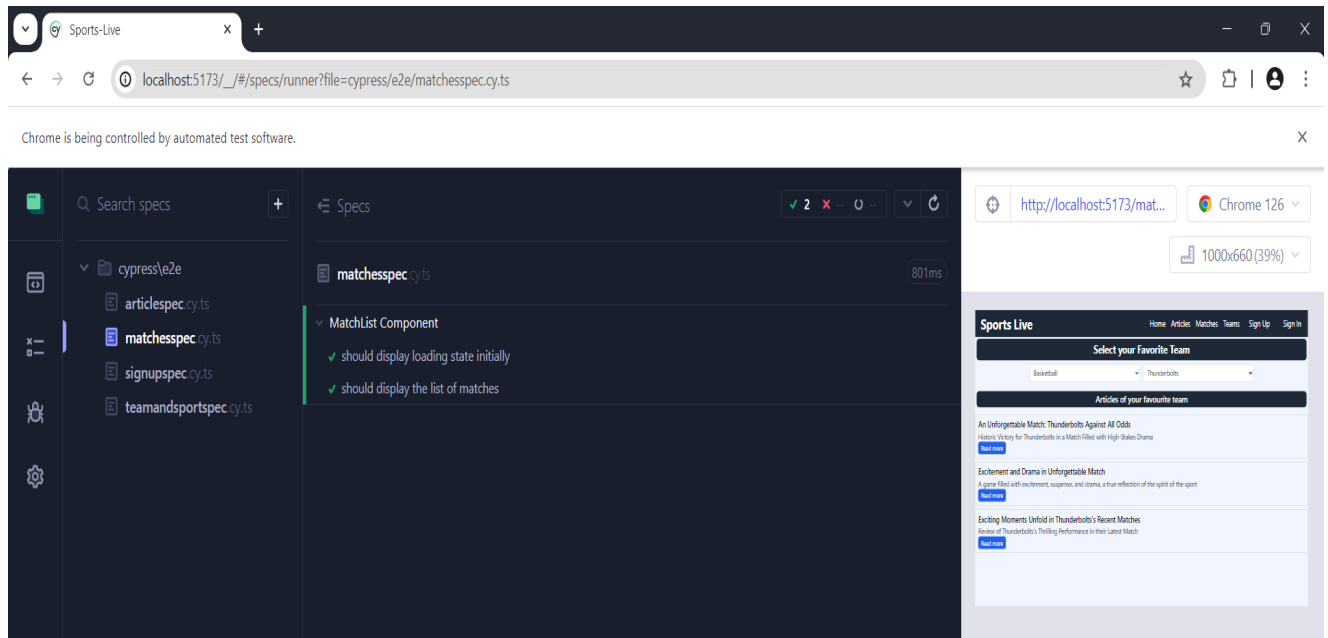 Sports-Live
localhost:5173/__/#/specs/runner?file=cypress/e2e/matchesspec.cy.ts
Chrome is being controlled by automated test software.
Search specs
cypress\e2e
articlespec.cy.ts
matchesspec.cy.ts
signupspec.cy.ts
teamandsportspec.cy.ts
Specs
2 -- --
matchesspec.cy.ts 801ms
MatchList Component
should display loading state initially
should display the list of matches
http://localhost:5173/mat...
Chrome 126
1000x660 (39%)
Sports Live Home Articles Matches Teams Sign Up Sign In
Select your Favorite Team
Basketball Thunderbolts
Articles of your favourite team
An Unforgettable Match: Thunderbolts Against All Odds
Historic Victory for Thunderbolts in a Match Filled with High-Stakes Drama
Read more
Excitement and Drama in Unforgettable Match
A game filled with excitement, suspense, and drama, a true reflection of the spirit of the sport
Read more
Exciting Moments Unfold in Thunderbolts's Recent Matches
Review of Thunderbolts's Thrilling Performance in their Latest Match
Read more